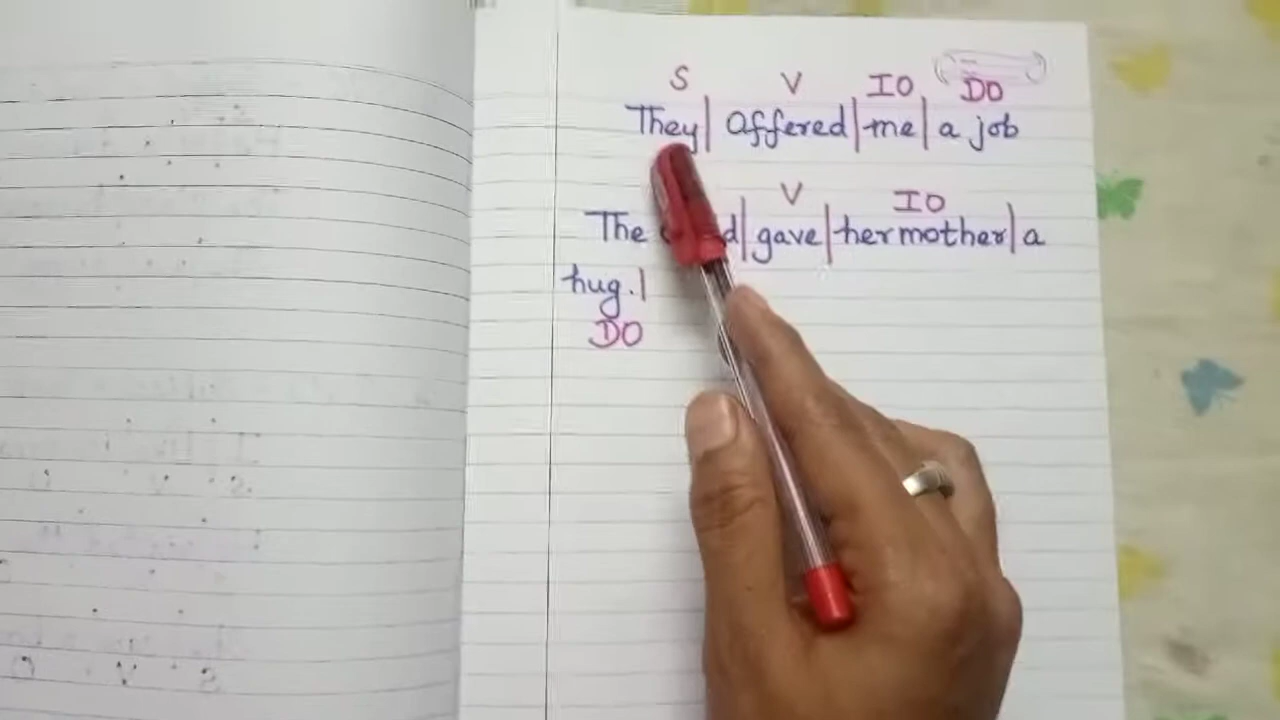 S V IO DO
They | Offered | me | a job
V IO
The | gave | her mother | a
hug. |
DO